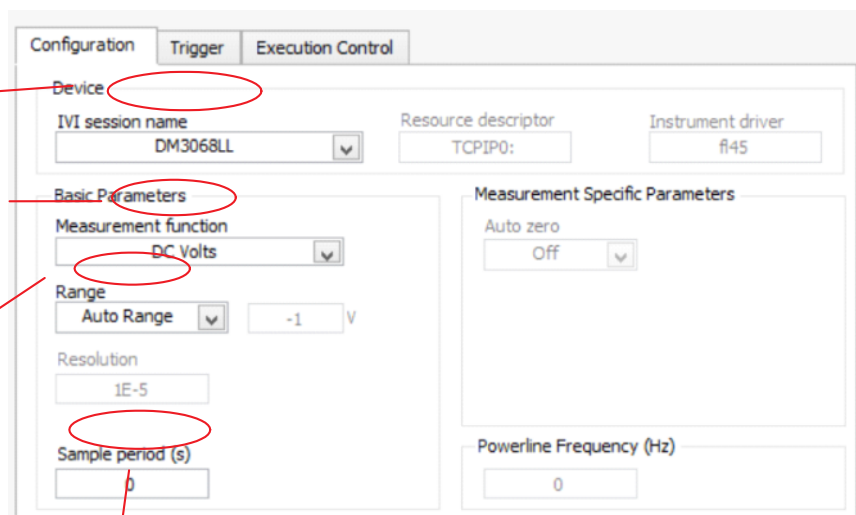 Configuration Trigger Execution Control
Device
IVI session name Resource descriptor Instrument driver
DM3068LL TCPIP0: fl45
Basic Parameters Measurement Specific Parameters
Measurement function Auto zero
DC Volts Off
Range
Auto Range -1 V
Resolution
1E-5
Sample period (s) Powerline Frequency (Hz)
0 0